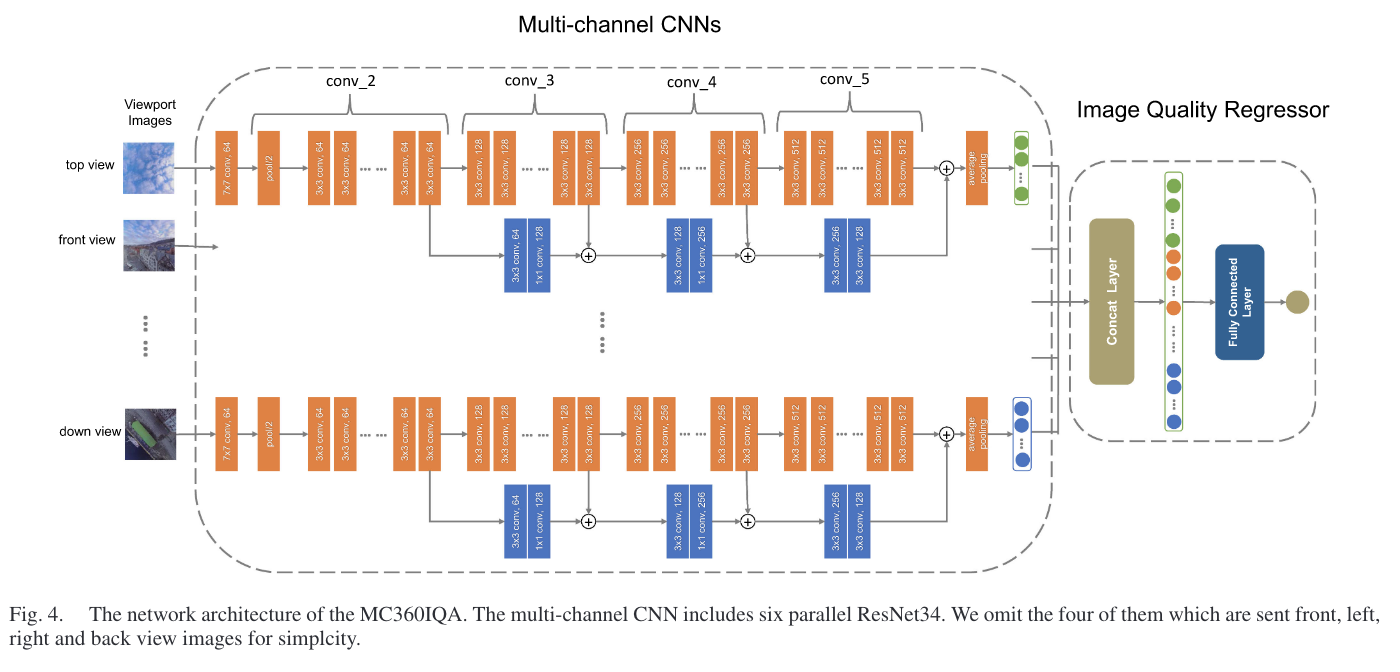 Multi-channel CNNs
conv_2
conv_3
conv_4
conv_5
Image Quality Regressor
Viewport
Images
top view
7x7 conv, 64
pool/2
3x3 conv, 64
3x3 conv, 64
3x3 conv, 64
3x3 conv, 64
3x3 conv, 128
3x3 conv, 128
3x3 conv, 128
3x3 conv, 128
3x3 conv, 256
3x3 conv, 256
3x3 conv, 256
3x3 conv, 256
3x3 conv, 512
3x3 conv, 512
3x3 conv, 512
3x3 conv, 512
average
pooling
front view
3x3 conv, 64
1x1 conv, 128
3x3 conv, 128
1x1 conv, 256
3x3 conv, 256
3x3 conv, 128
Concat Layer
Fully Connected
Layer
down view
7x7 conv, 64
pool/2
3x3 conv, 64
3x3 conv, 64
3x3 conv, 64
3x3 conv, 64
3x3 conv, 128
3x3 conv, 128
3x3 conv, 128
3x3 conv, 128
3x3 conv, 256
3x3 conv, 256
3x3 conv, 256
3x3 conv, 256
3x3 conv, 512
3x3 conv, 512
3x3 conv, 512
3x3 conv, 512
average
pooling
3x3 conv, 64
1x1 conv, 128
3x3 conv, 128
1x1 conv, 256
3x3 conv, 256
3x3 conv, 128
Fig. 4. The network architecture of the MC360IQA. The multi-channel CNN includes six parallel ResNet34. We omit the four of them which are sent front, left,
right and back view images for simplcity.